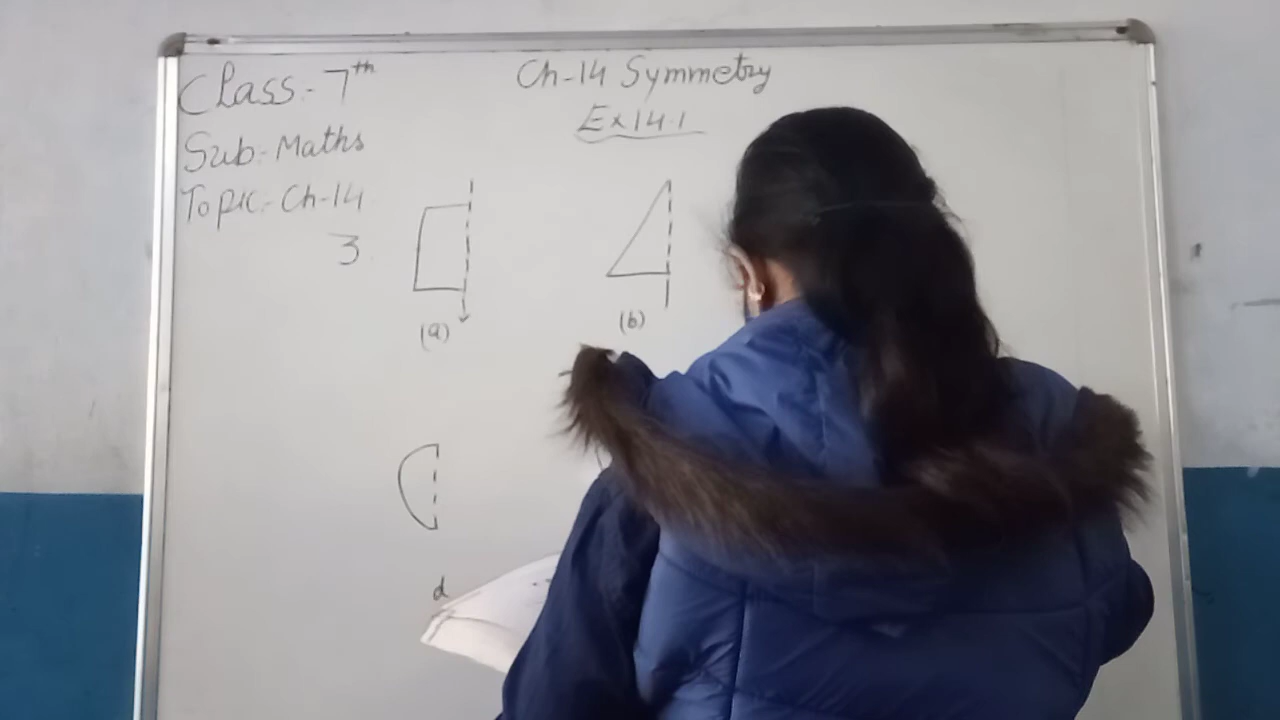 Class:- 7th
Ch-14 Symmetry
Ex 14.1
Sub:- Maths
Topic:- Ch-14
3.
(a)
(b)
d